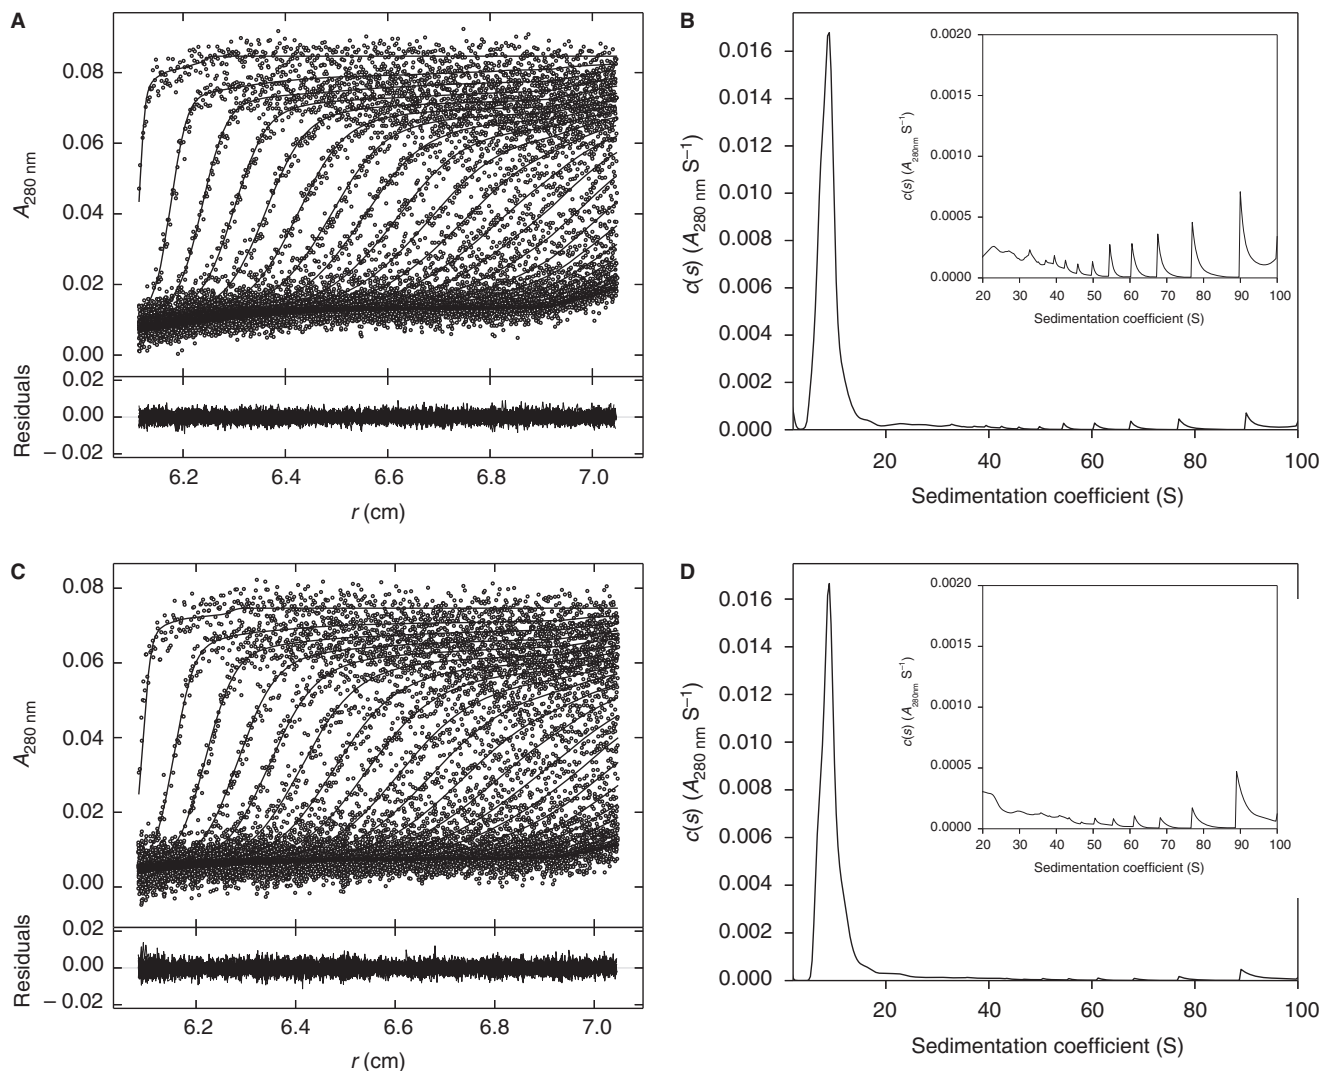 A
0.08
0.06
0.04
0.02
0.00
A280 nm
0.02
0.00
– 0.02
Residuals
6.2 6.4 6.6 6.8 7.0
r (cm)
B
0.016
0.014
0.012
0.010
0.008
0.006
0.004
0.002
0.000
c(s) (A280 nm S–1)
20 40 60 80 100
Sedimentation coefficient (S)
0.0020
0.0015
0.0010
0.0005
0.0000
c(s) (A280nm S–1)
20 30 40 50 60 70 80 90 100
Sedimentation coefficient (S)
C
0.08
0.06
0.04
0.02
0.00
A280 nm
0.02
0.00
– 0.02
Residuals
6.2 6.4 6.6 6.8 7.0
r (cm)
D
0.016
0.014
0.012
0.010
0.008
0.006
0.004
0.002
0.000
c(s) (A280 nm S–1)
20 40 60 80 100
Sedimentation coefficient (S)
0.0020
0.0015
0.0010
0.0005
0.0000
c(s) (A280nm S–1)
20 30 40 50 60 70 80 90 100
Sedimentation coefficient (S)